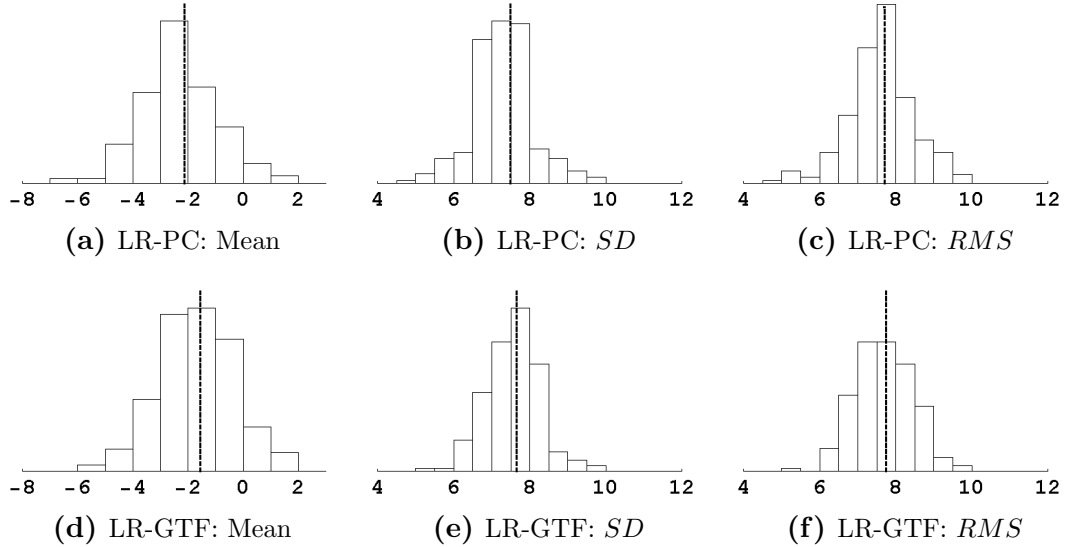 -8 -6 -4 -2 0 2
4 6 8 10 12
4 6 8 10 12
(a) LR-PC: Mean
(b) LR-PC: SD
(c) LR-PC: RMS
-8 -6 -4 -2 0 2
4 6 8 10 12
4 6 8 10 12
(d) LR-GTF: Mean
(e) LR-GTF: SD
(f) LR-GTF: RMS